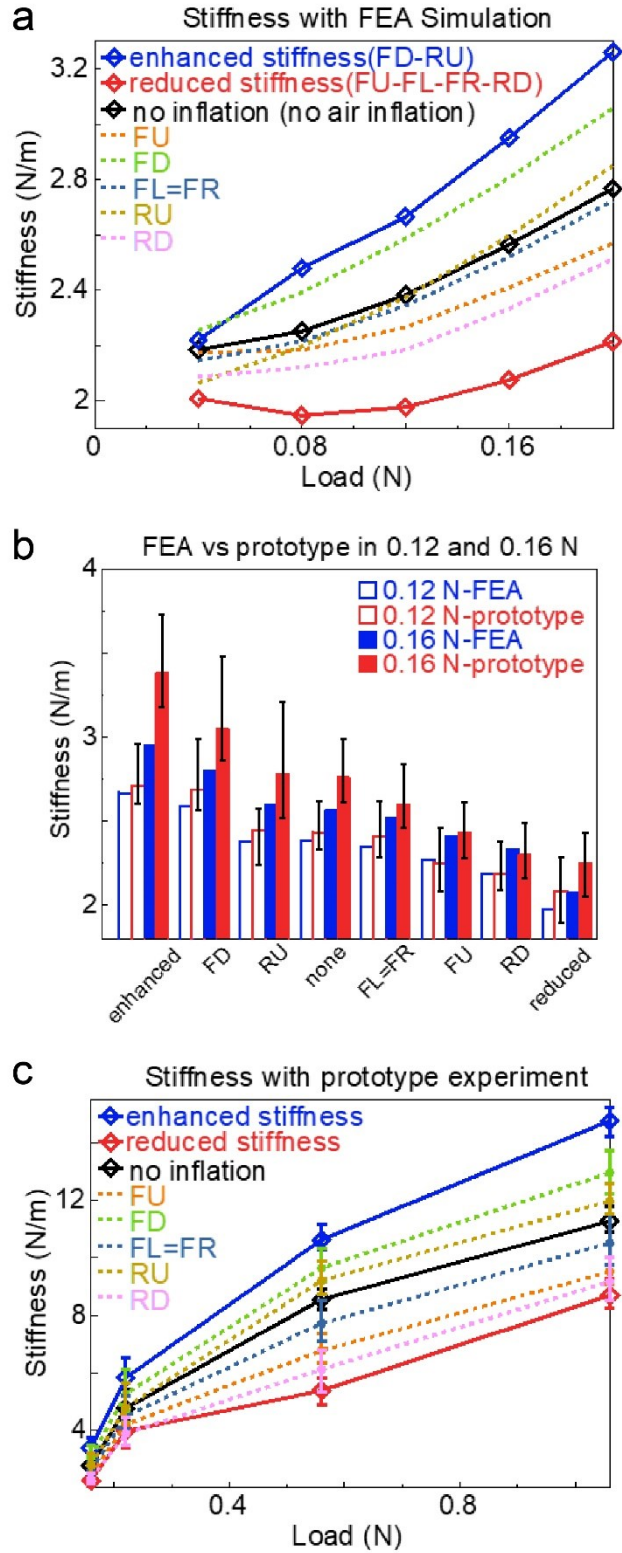 a
Stiffness with FEA Simulation
enhanced stiffness(FD-RU)
reduced stiffness(FU-FL-FR-RD)
no inflation (no air inflation)
FU
FD
FL=FR
RU
RD
3.2
2.8
2.4
2
Stiffness (N/m)
0
0.08
0.16
Load (N)
b
FEA vs prototype in 0.12 and 0.16 N
0.12 N-FEA
0.12 N-prototype
0.16 N-FEA
0.16 N-prototype
4
3
2
Stiffness (N/m)
enhanced
FD
RU
none
FL=FR
FU
RD
reduced
c
Stiffness with prototype experiment
enhanced stiffness
reduced stiffness
no inflation
FU
FD
FL=FR
RU
RD
12
8
4
Stiffness (N/m)
0.4
0.8
Load (N)